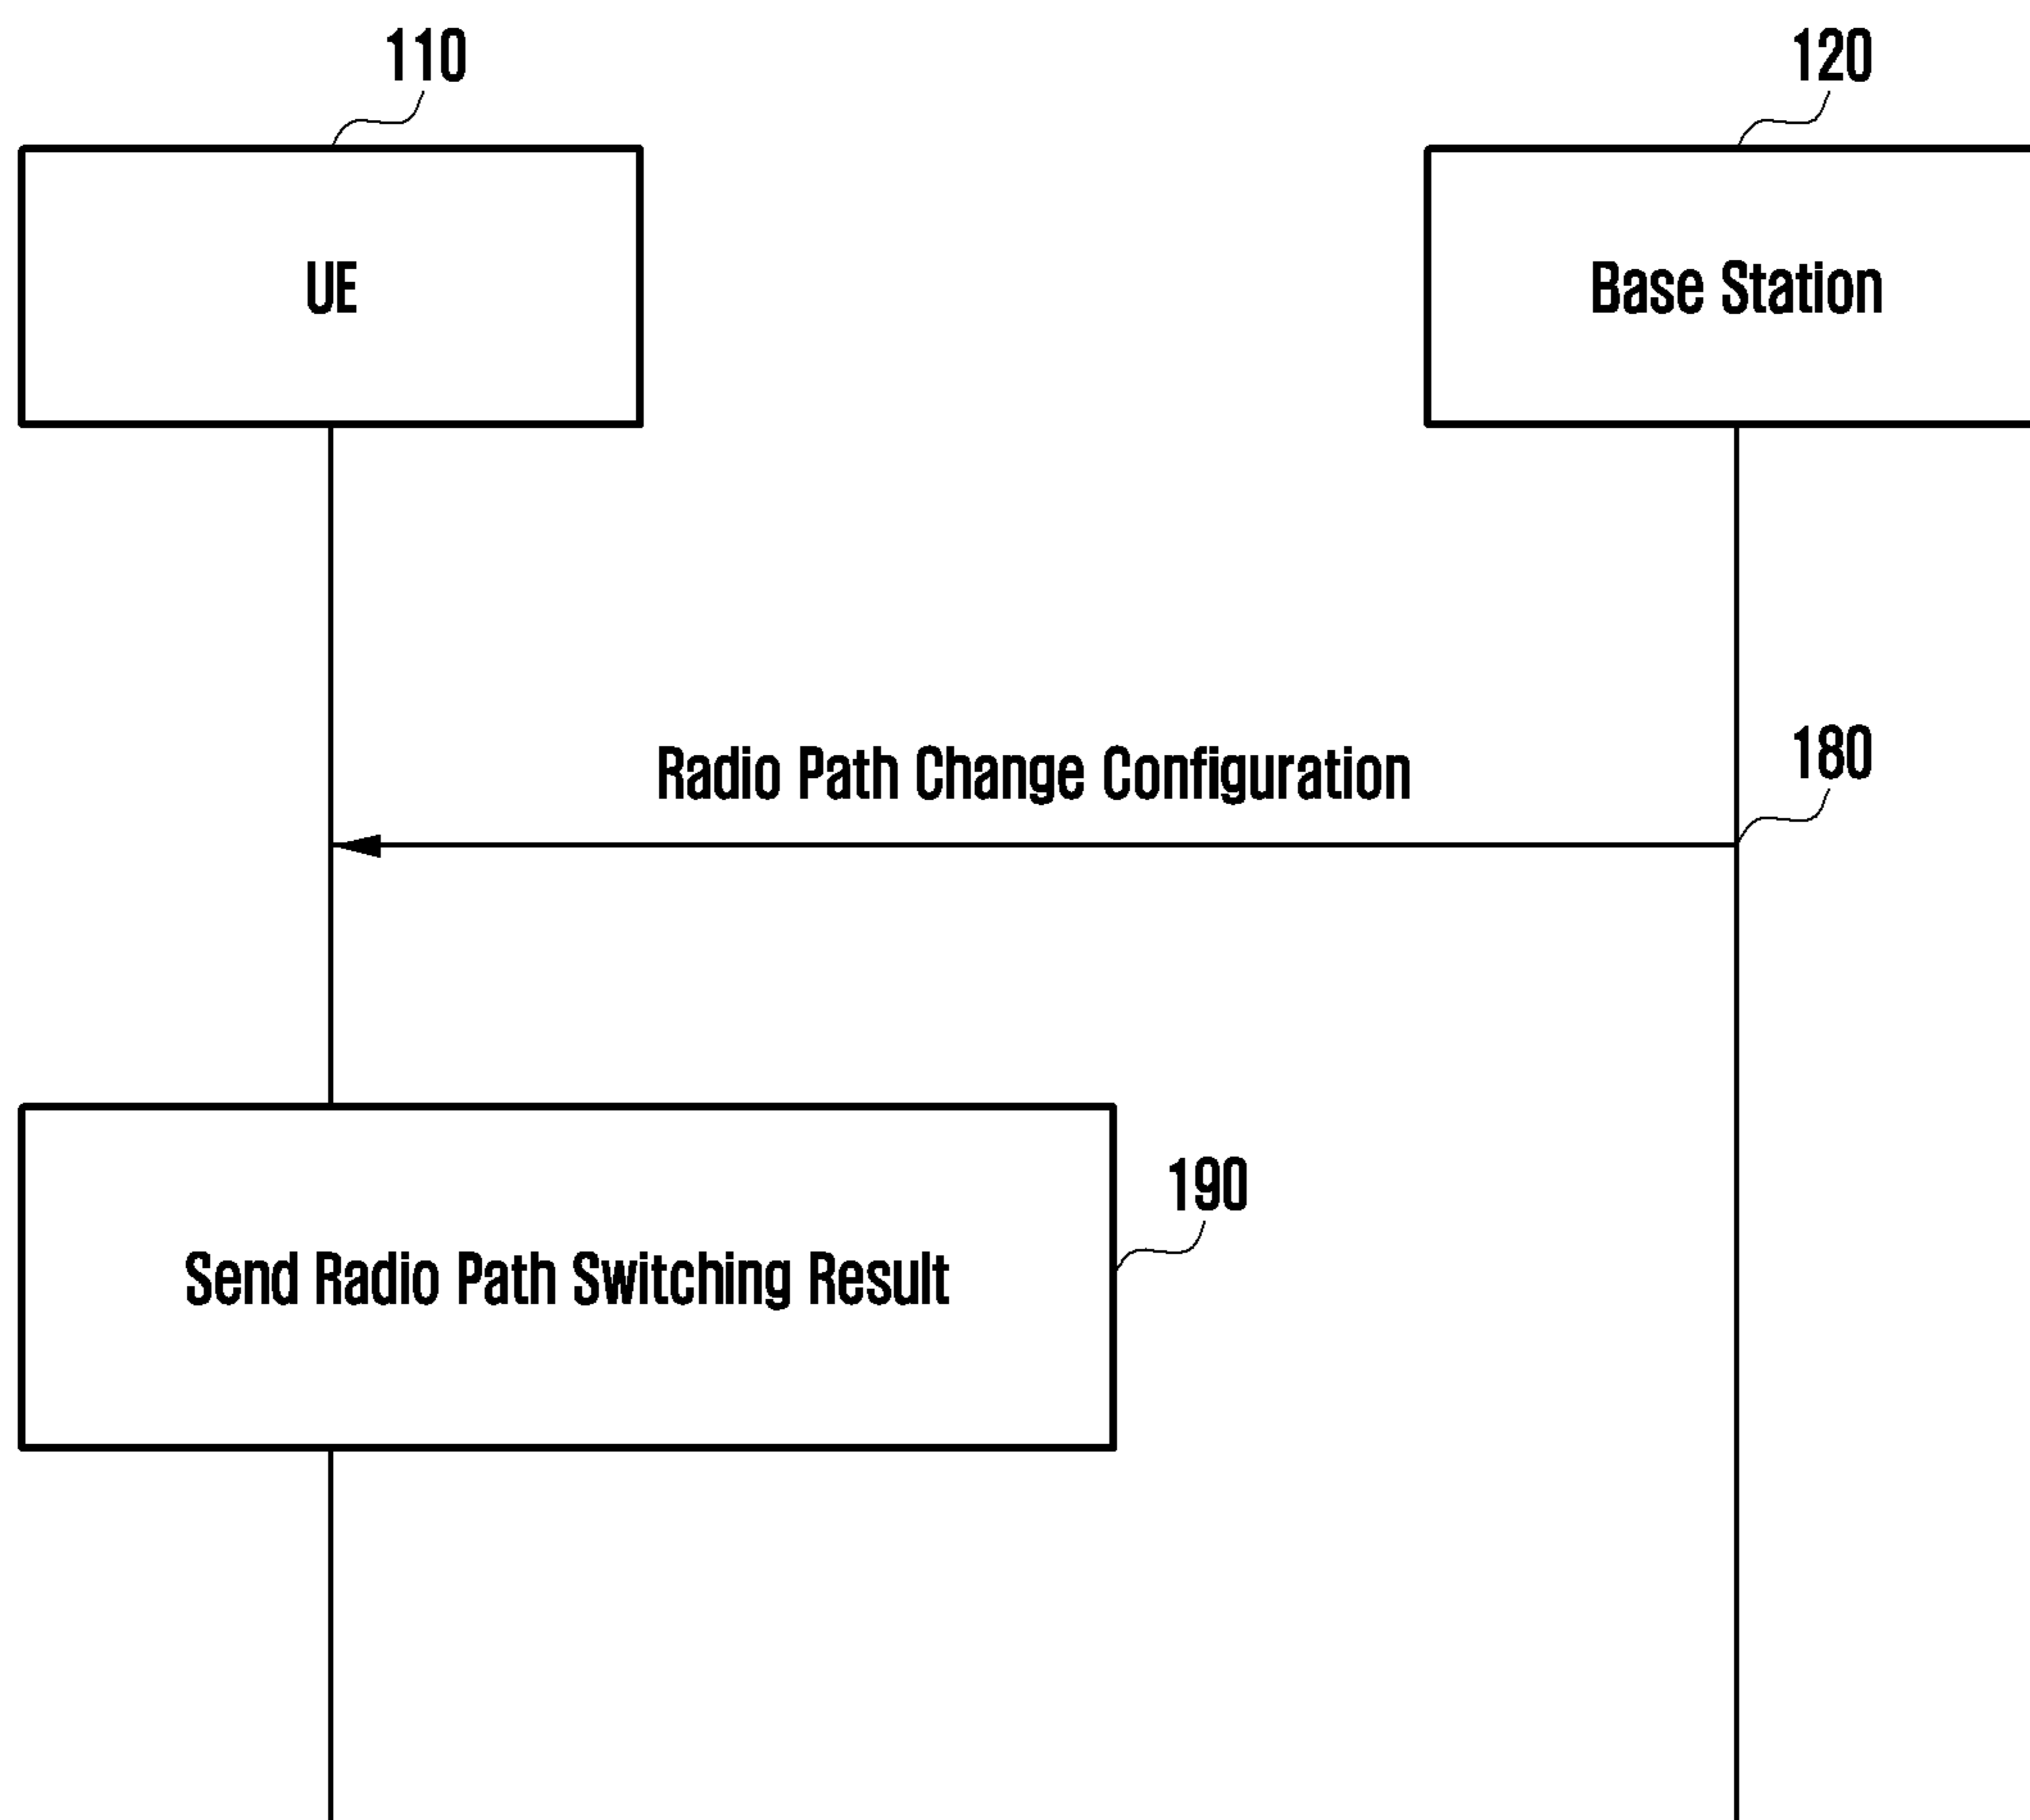 110
120
UE
Base Station
Radio Path Change Configuration
180
190
Send Radio Path Switching Result